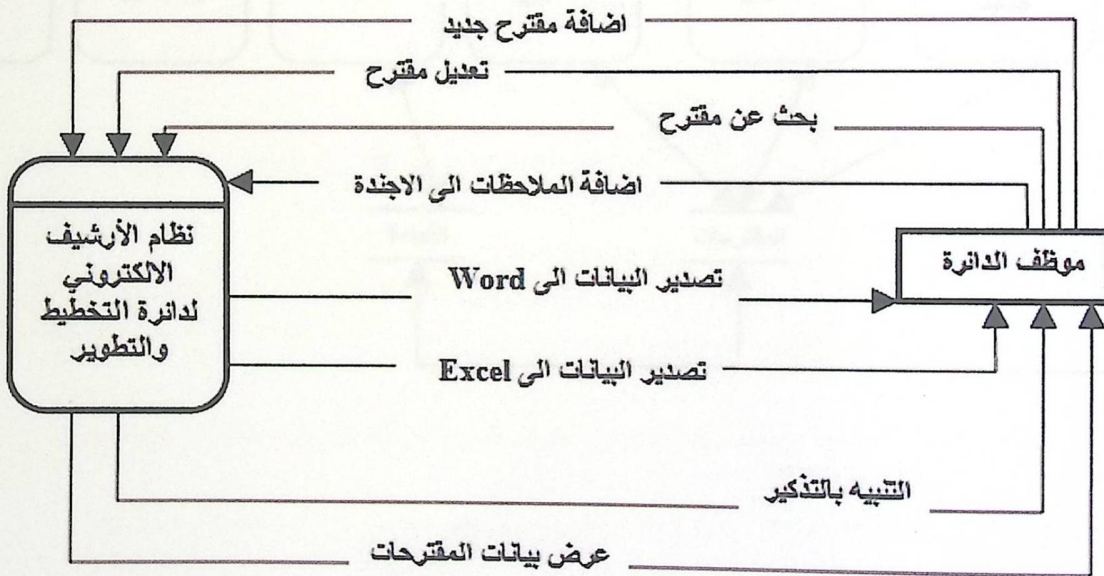 اضافة مقترح جديد
تعديل مقترح
بحث عن مقترح
اضافة الملاحظات الى الاجندة
نظام الأرشيف
الالكتروني
لدائرة التخطيط
والتطوير
موظف الدائرة
تصدير البيانات الى Word
تصدير البيانات الى Excel
التنبيه بالتذكير
عرض بيانات المقترحات